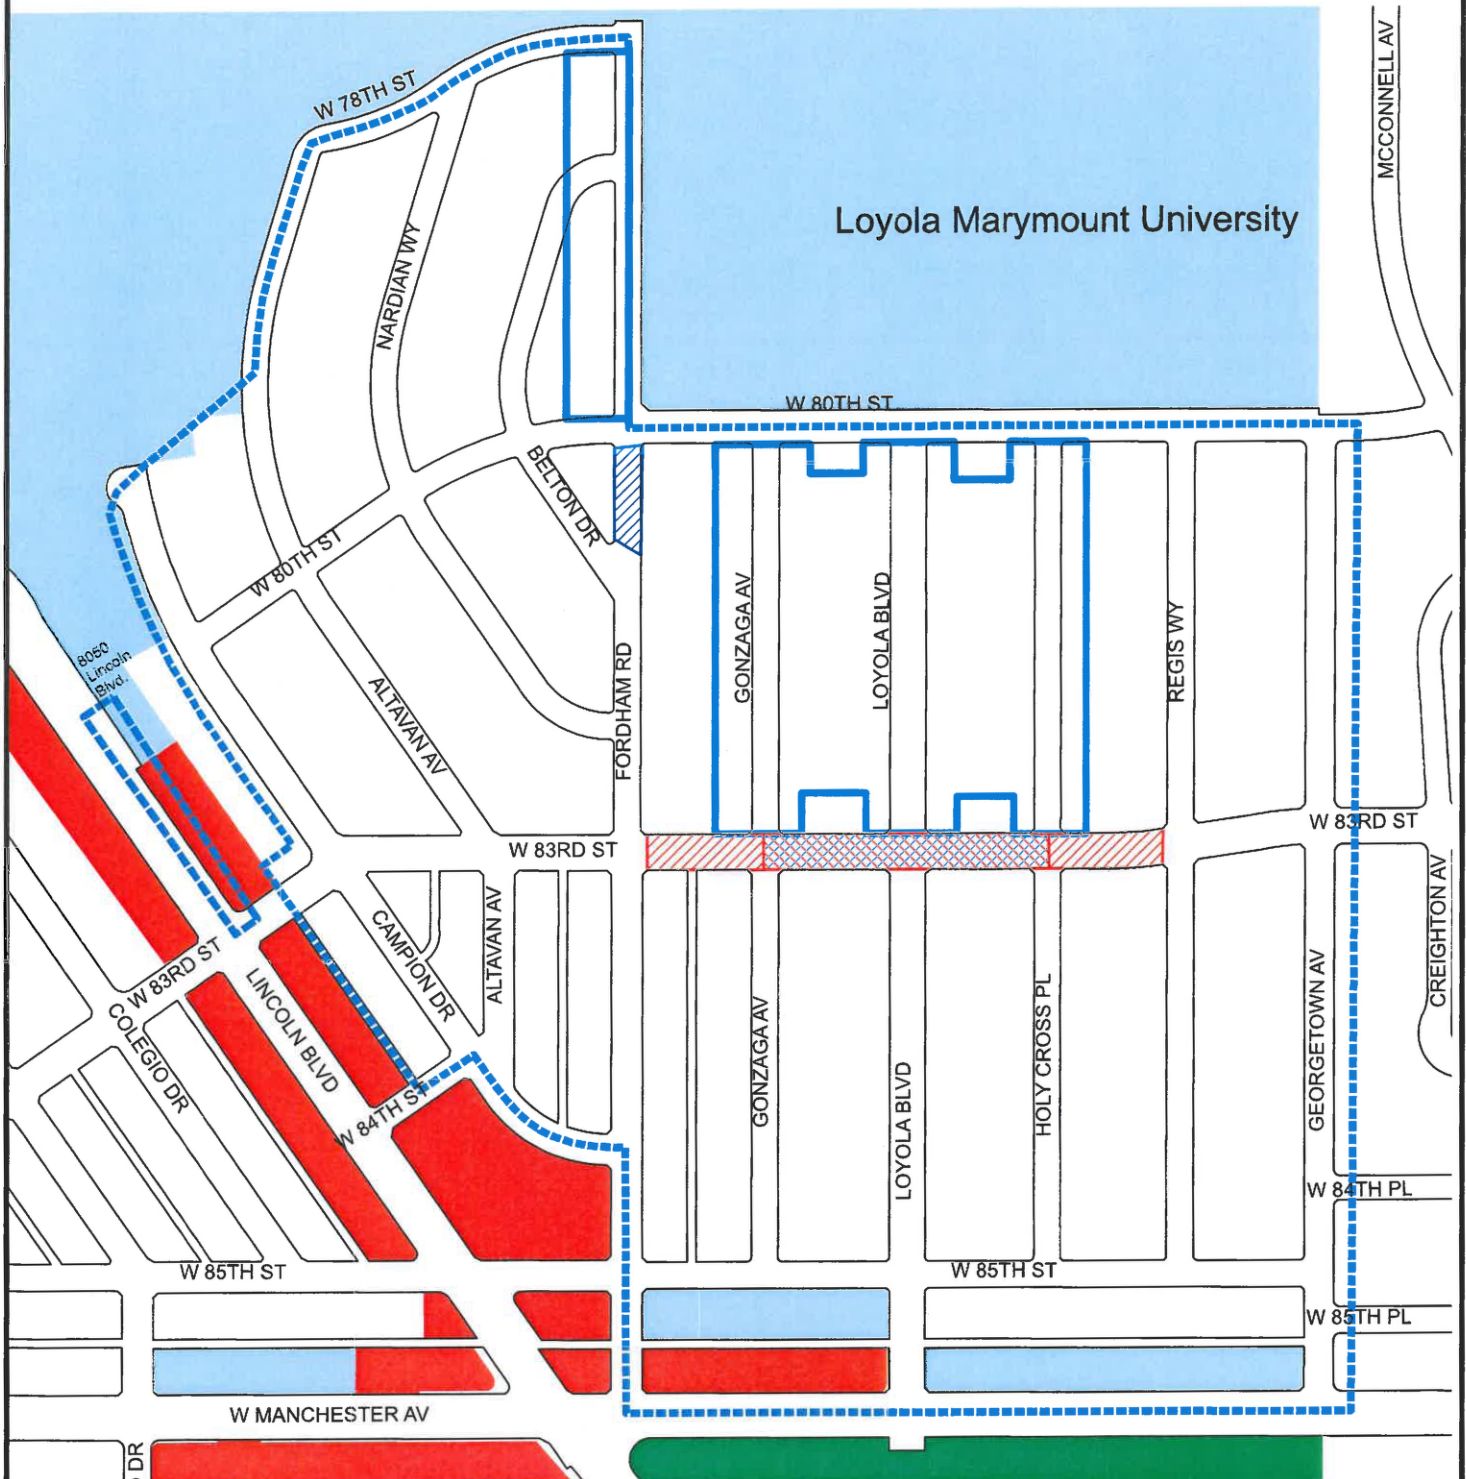 MCCONNELL AV
W 78TH ST
Loyola Marymount University
NARDIAN WY
W 80TH ST
BELTON DR
W 80TH ST
8050
Lincoln
Blvd.
GONZAGA AV
LOYOLA BLVD
REGIS WY
FORDHAM RD
ALTAVAN AV
W 83RD ST
W 83RD ST
CREIGHTON AV
ALTAVAN AV
CAMPION DR
W 83RD ST
LINCOLN BLVD
COLEGIO DR
GONZAGA AV
HOLY CROSS PL
GEORGETOWN AV
LOYOLA BLVD
W 84TH ST
W 84TH PL
W 85TH ST
W 85TH ST
W 85TH PL
W MANCHESTER AV
DR